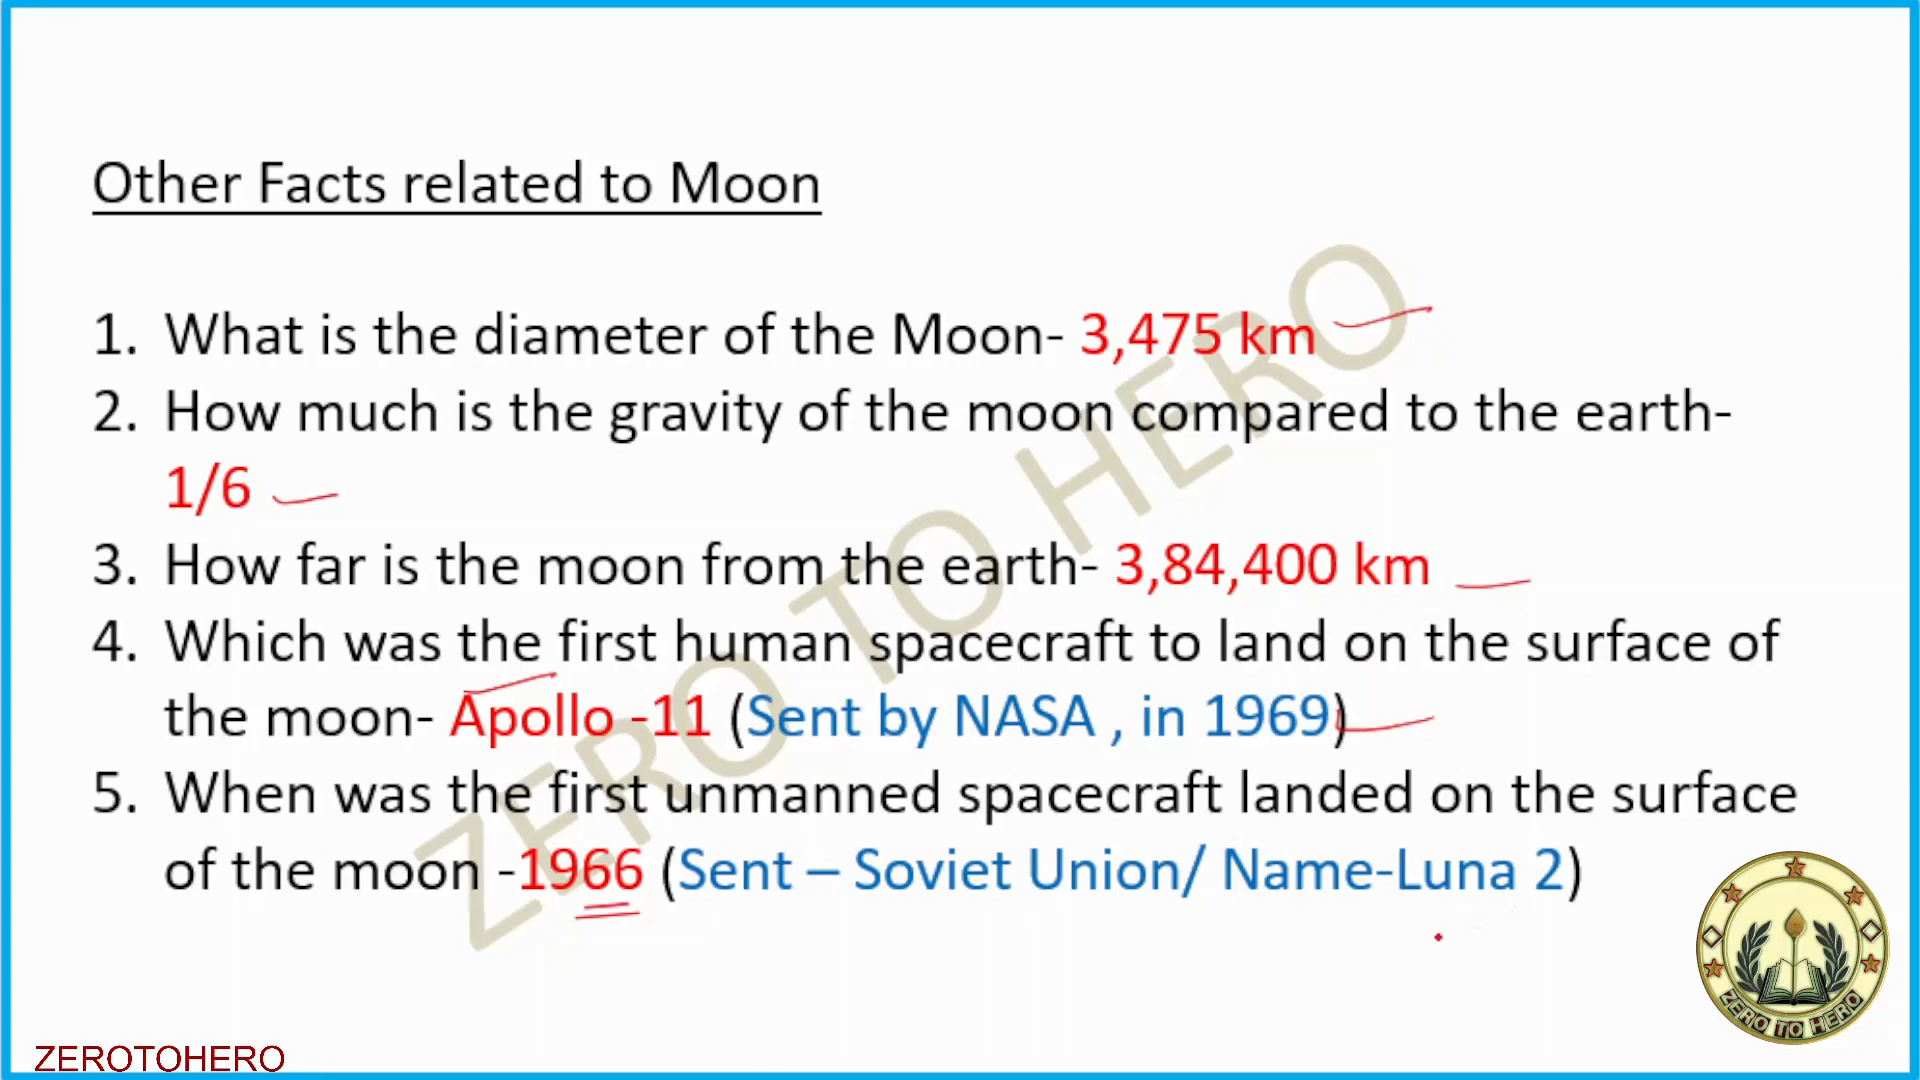 Other Facts related to Moon
1. What is the diameter of the Moon- 3,475 km
2. How much is the gravity of the moon compared to the earth-
1/6
3. How far is the moon from the earth- 3,84,400 km
4. Which was the first human spacecraft to land on the surface of
the moon- Apollo -11 (Sent by NASA , in 1969)
5. When was the first unmanned spacecraft landed on the surface
of the moon -1966 (Sent – Soviet Union/ Name-Luna 2)
ZERO TO HERO
ZERO TO HERO
ZEROTOHERO